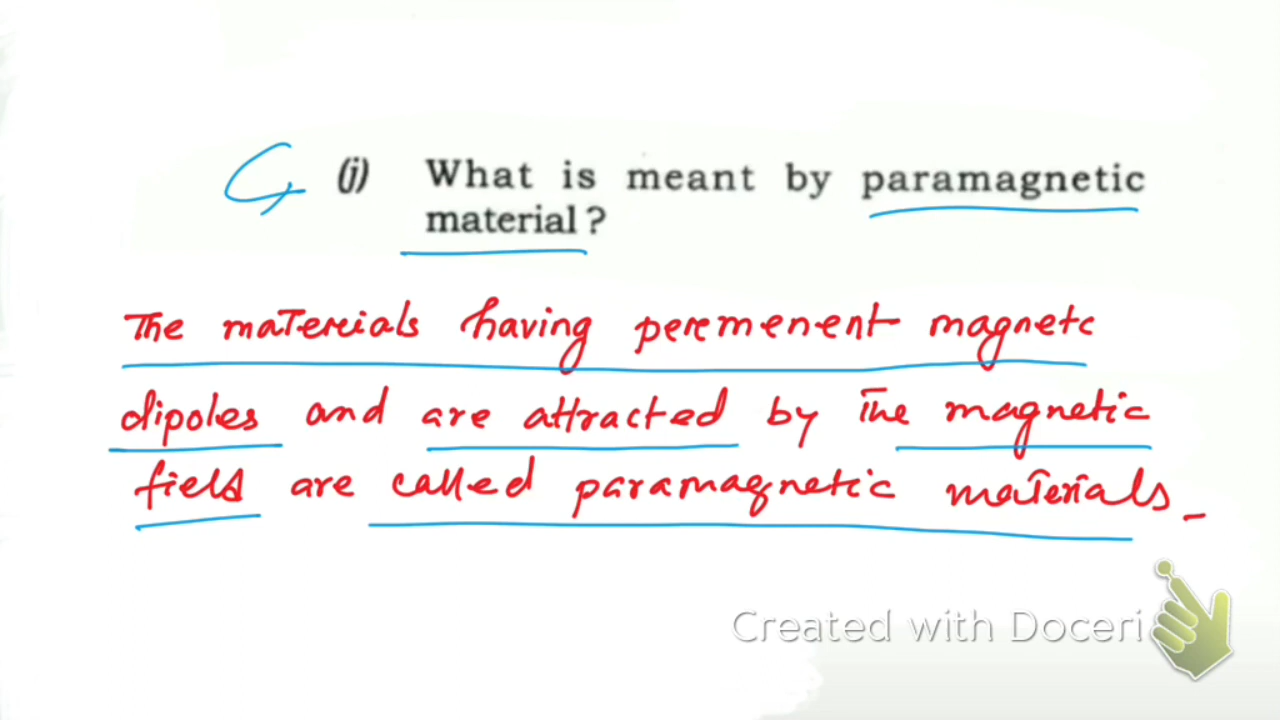 (j) What is meant by paramagnetic
material ?
The materials having peremenent magnetc
dipoles and are attracted by the magnetic
field are called paramagnetic materials.
Created with Doceri